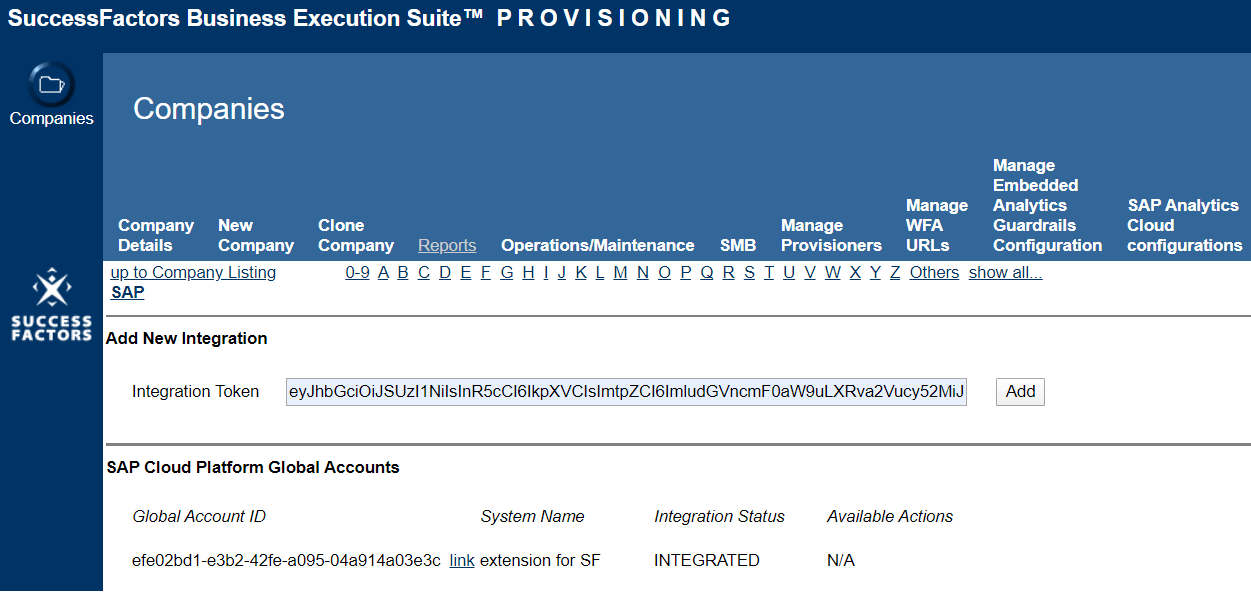 SuccessFactors Business Execution Suite™ PROVISIONING
Companies
Companies
Company Details
New Company
Clone Company
Reports
Operations/Maintenance
SMB
Manage Provisioners
Manage WFA URLs
Manage Embedded Analytics Guardrails Configuration
SAP Analytics Cloud configurations
up to Company Listing 0-9 A B C D E F G H I J K L M N O P Q R S T U V W X Y Z Others show all...
SAP
SUCCESS
FACTORS
Add New Integration
Integration Token eyJhbGciOiJSUzI1NiIsInR5cCI6IkpXVCIsImtpZCI6ImludGVncmF0aW9uLXRva2Vucy52MiJ Add
SAP Cloud Platform Global Accounts
Global Account ID System Name Integration Status Available Actions
efe02bd1-e3b2-42fe-a095-04a914a03e3c link extension for SF INTEGRATED N/A